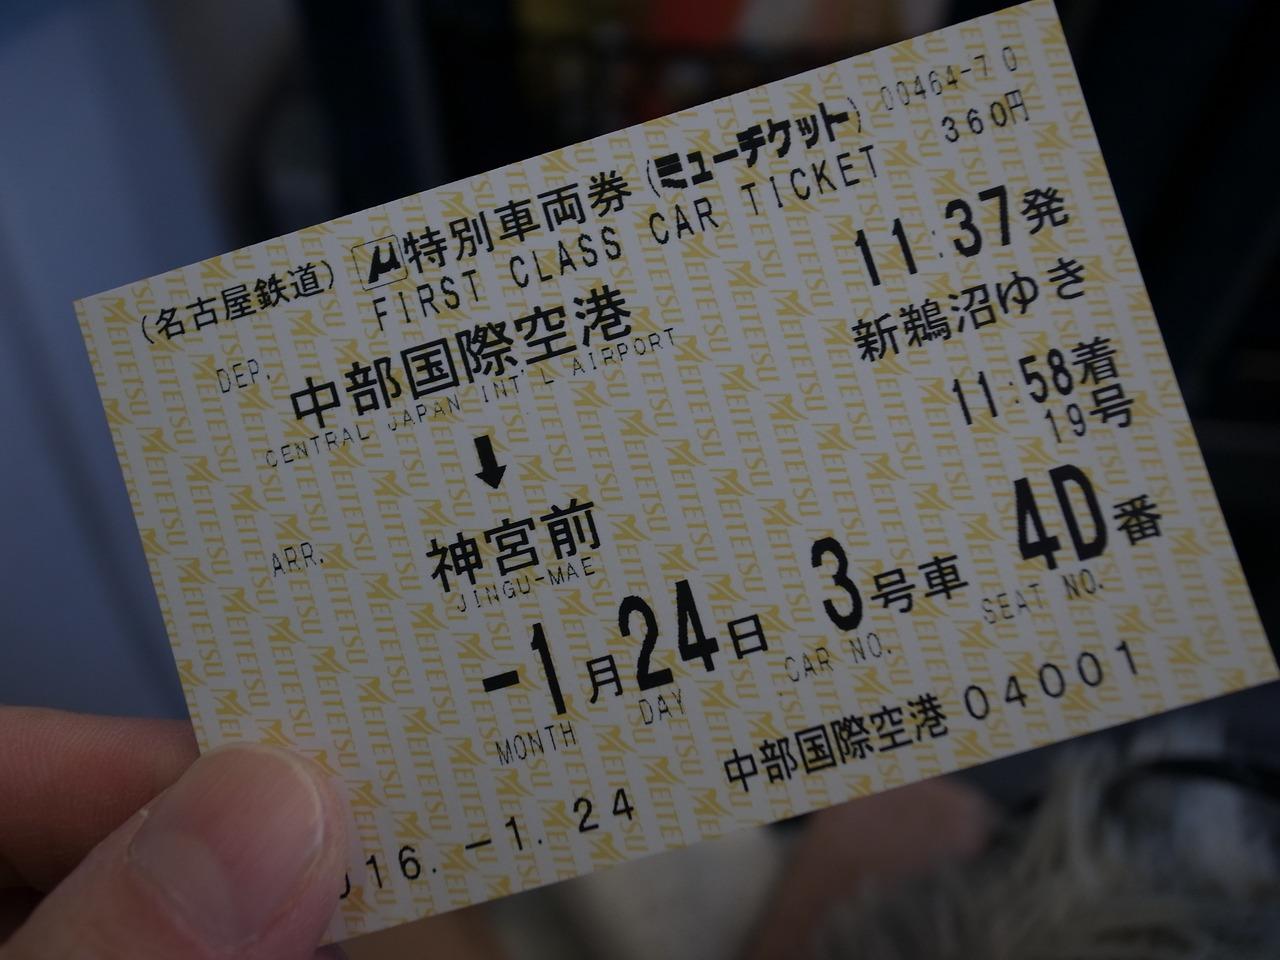 00464-70
(名古屋鉄道) μ特別車両券(ミューチケット) 360円
FIRST CLASS CAR TICKET
DEP. 中部国際空港 11:37発
CENTRAL JAPAN INT'L AIRPORT 新鵜沼ゆき
↓ 11:58着
19号
ARR. 神宮前
JINGU-MAE
-1月24日 3号車 4D番
MONTH DAY CAR NO. SEAT NO.
016.-1.24 中部国際空港 04001
MEITETSU